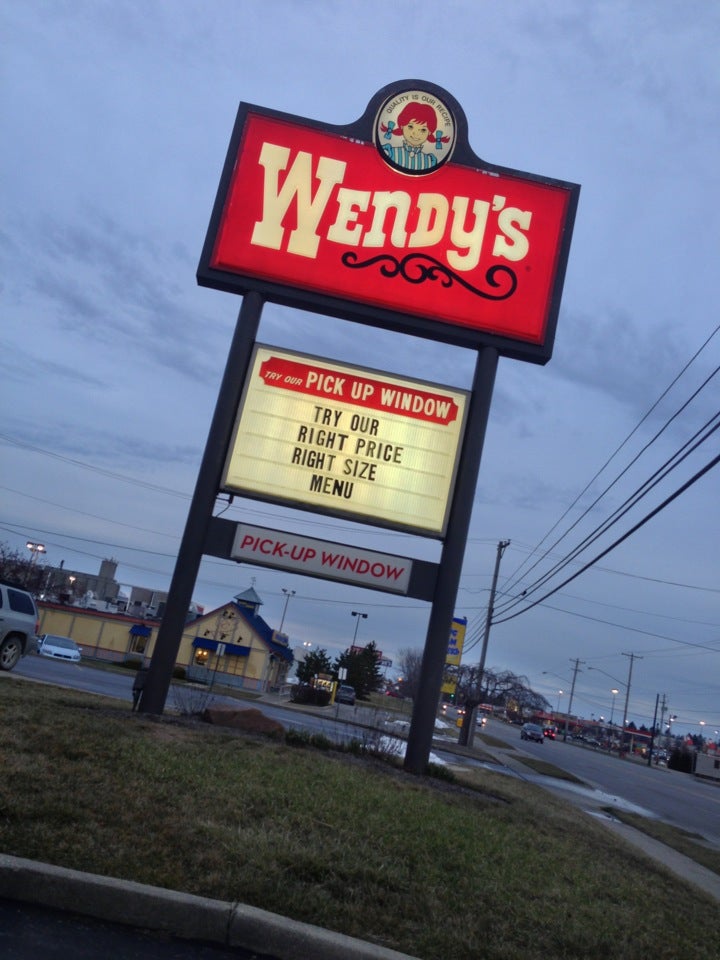 QUALITY IS OUR RECIPE
WENDY'S
TRY OUR PICK UP WINDOW
TRY OUR
RIGHT PRICE
RIGHT SIZE
MENU
PICK-UP WINDOW